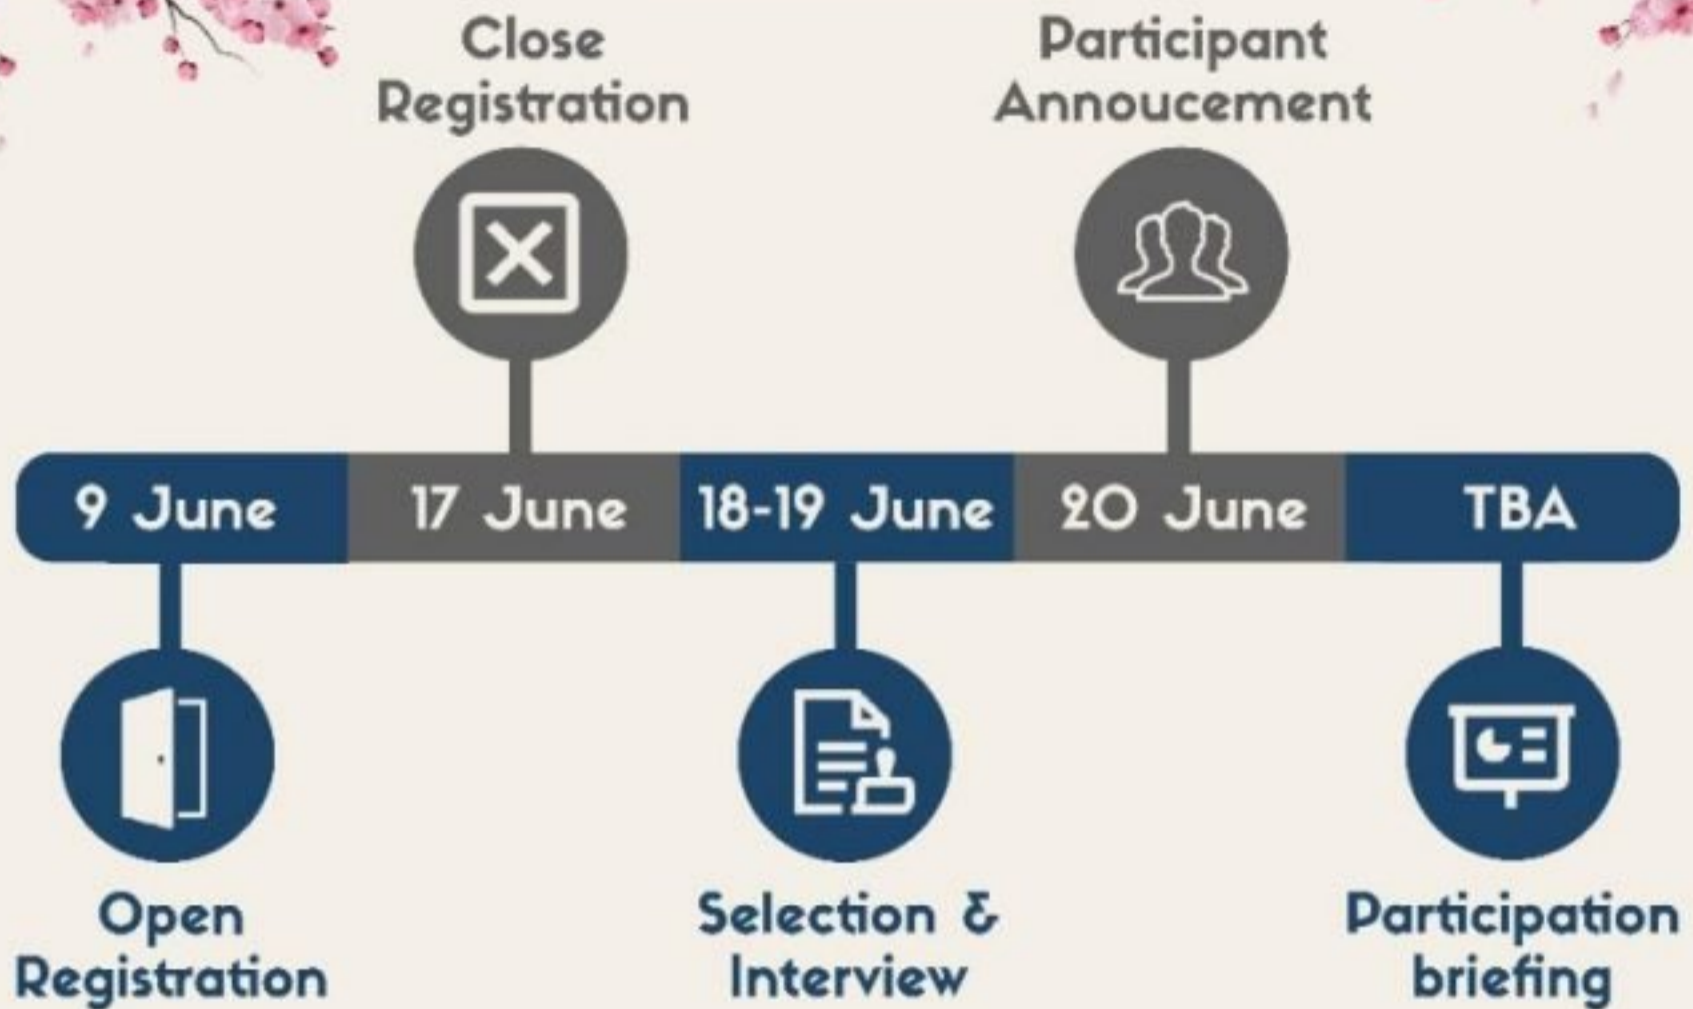 Close
Registration
Participant
Annoucement
9 June
17 June
18-19 June
20 June
TBA
Open
Registration
Selection &
Interview
Participation
briefing